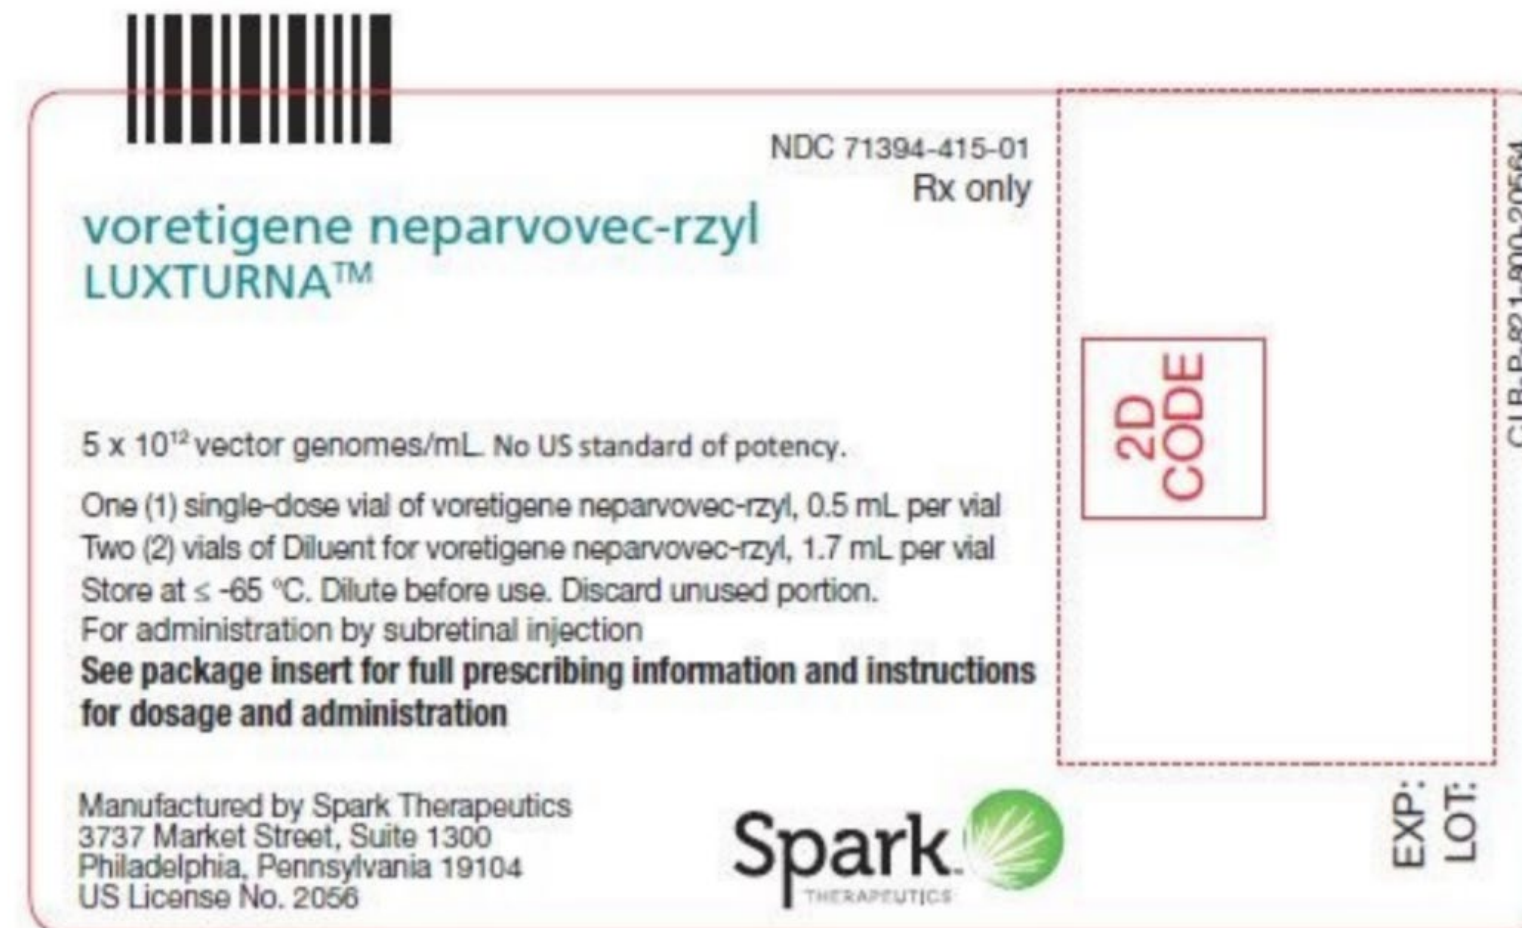 NDC 71394-415-01
Rx only
voretigene neparvovec-rzyl
LUXTURNA™
5 x 10¹² vector genomes/mL. No US standard of potency.
One (1) single-dose vial of voretigene neparvovec-rzyl, 0.5 mL per vial
Two (2) vials of Diluent for voretigene neparvovec-rzyl, 1.7 mL per vial
Store at ≤ -65 °C. Dilute before use. Discard unused portion.
For administration by subretinal injection
See package insert for full prescribing information and instructions
for dosage and administration
Manufactured by Spark Therapeutics
3737 Market Street, Suite 1300
Philadelphia, Pennsylvania 19104
US License No. 2056
Spark™
THERAPEUTICS
2D
CODE
EXP:
LOT: